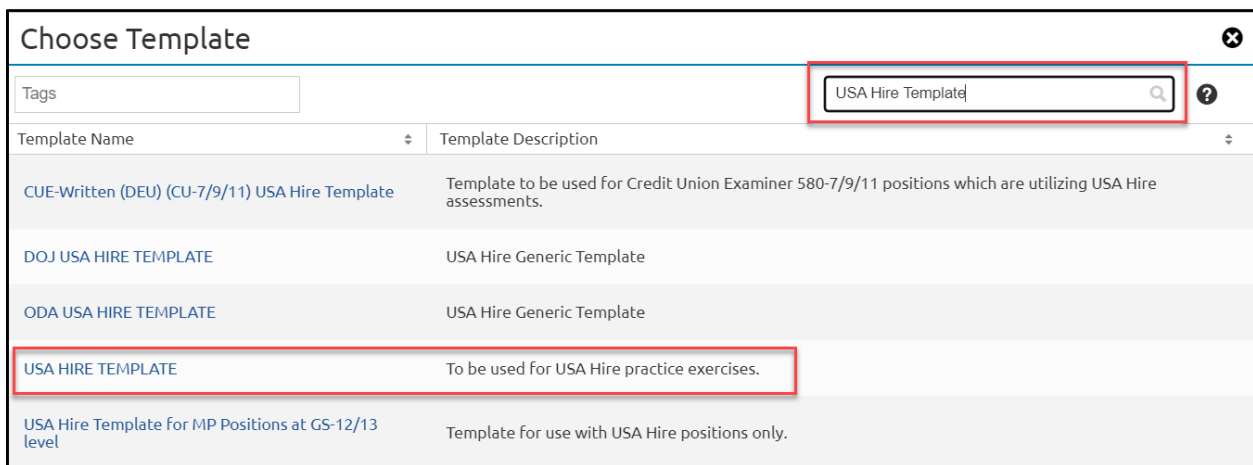 Choose Template
Tags
USA Hire Template
Template Name
Template Description
CUE-Written (DEU) (CU-7/9/11) USA Hire Template
Template to be used for Credit Union Examiner 580-7/9/11 positions which are utilizing USA Hire
assessments.
DOJ USA HIRE TEMPLATE
USA Hire Generic Template
ODA USA HIRE TEMPLATE
USA Hire Generic Template
USA HIRE TEMPLATE
To be used for USA Hire practice exercises.
USA Hire Template for MP Positions at GS-12/13
level
Template for use with USA Hire positions only.